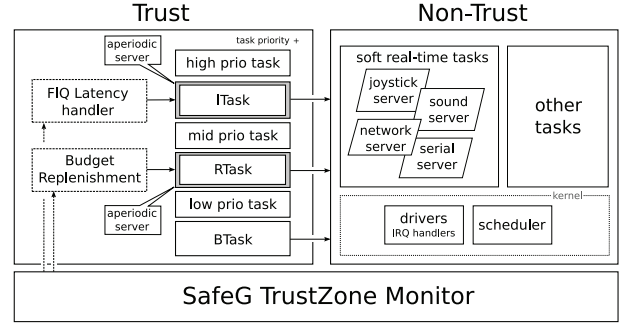 Trust
Non-Trust
task priority +
aperiodic
server
high prio task
FIQ Latency
handler
ITask
mid prio task
Budget
Replenishment
RTask
aperiodic
server
low prio task
BTask
soft real-time tasks
joystick
server
sound
server
network
server
serial
server
other
tasks
kernel
drivers
IRQ handlers
scheduler
SafeG TrustZone Monitor